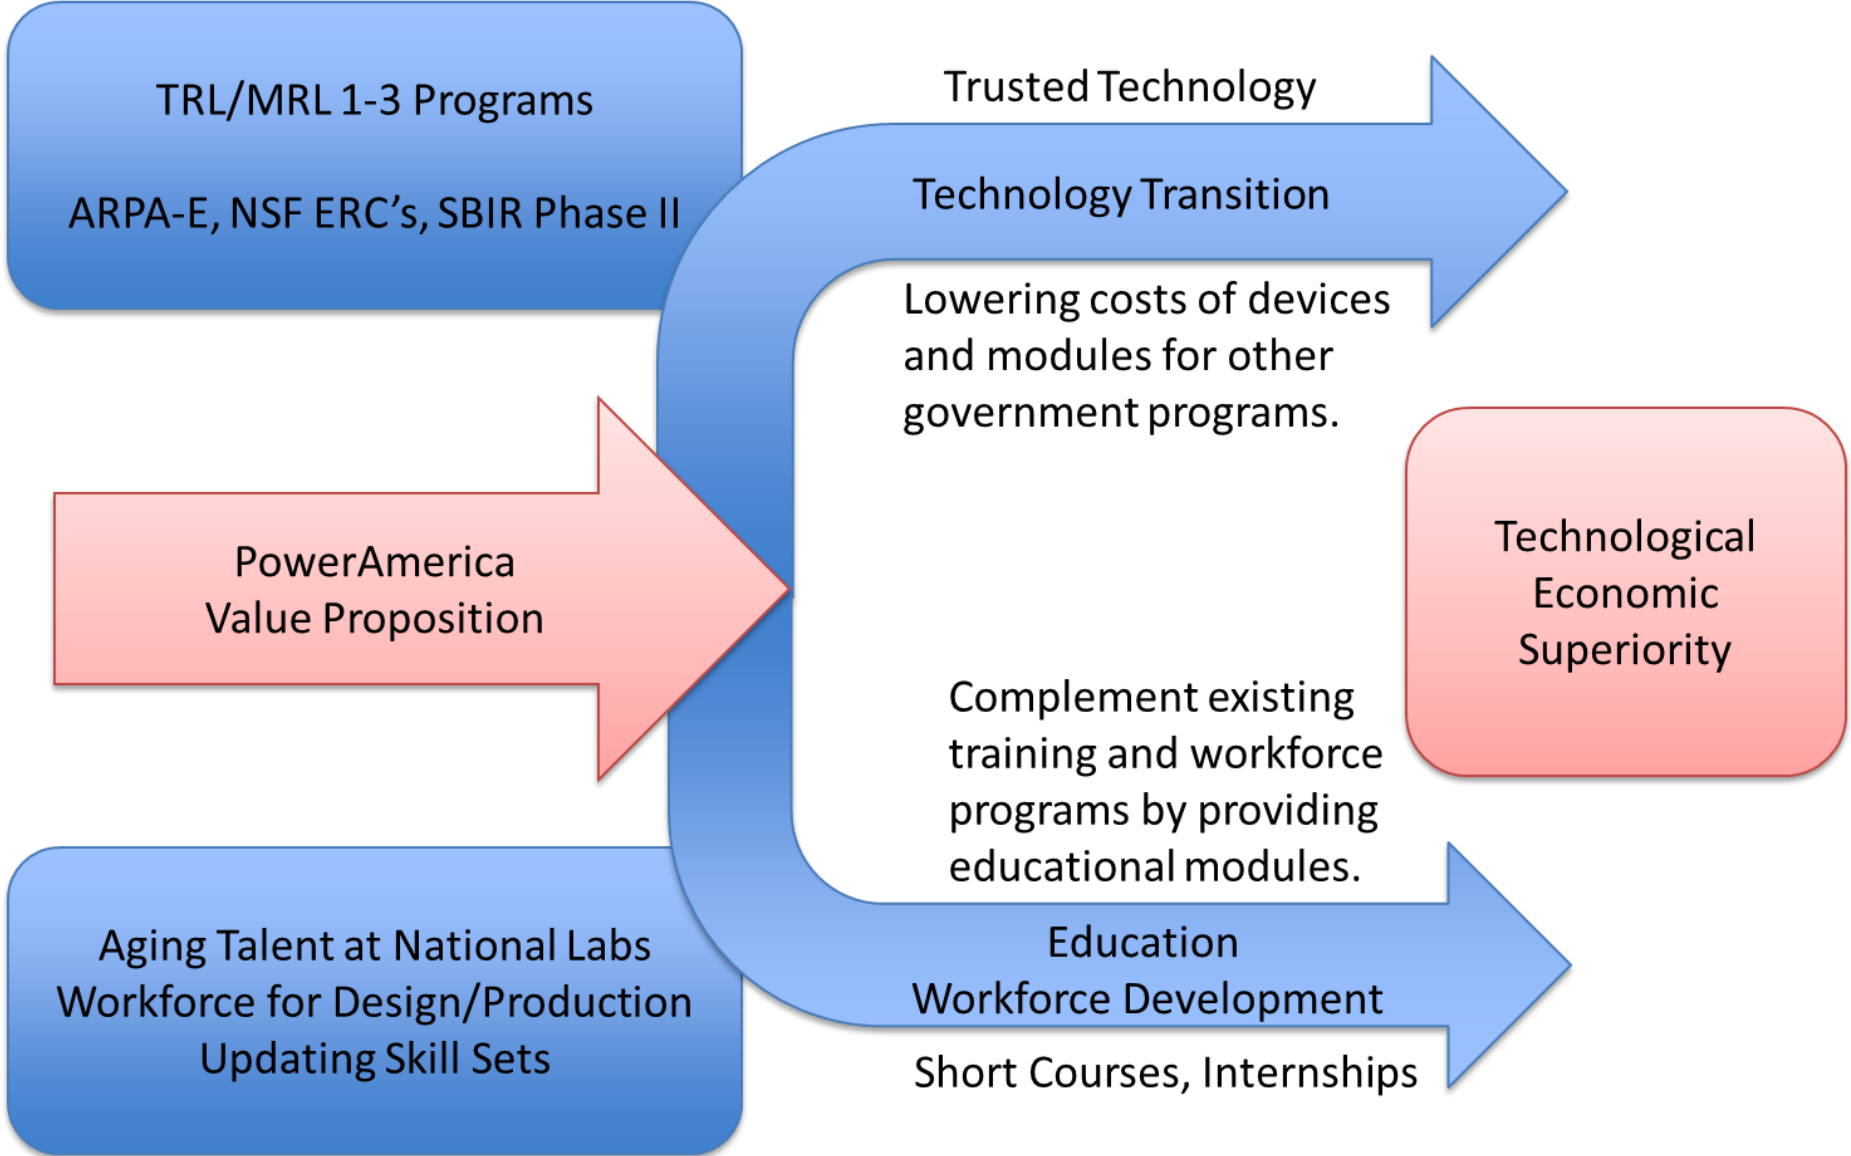 TRL/MRL 1-3 Programs
ARPA-E, NSF ERC’s, SBIR Phase II
Trusted Technology
Technology Transition
Lowering costs of devices
and modules for other
government programs.
PowerAmerica
Value Proposition
Technological
Economic
Superiority
Complement existing
training and workforce
programs by providing
educational modules.
Education
Workforce Development
Short Courses, Internships
Aging Talent at National Labs
Workforce for Design/Production
Updating Skill Sets